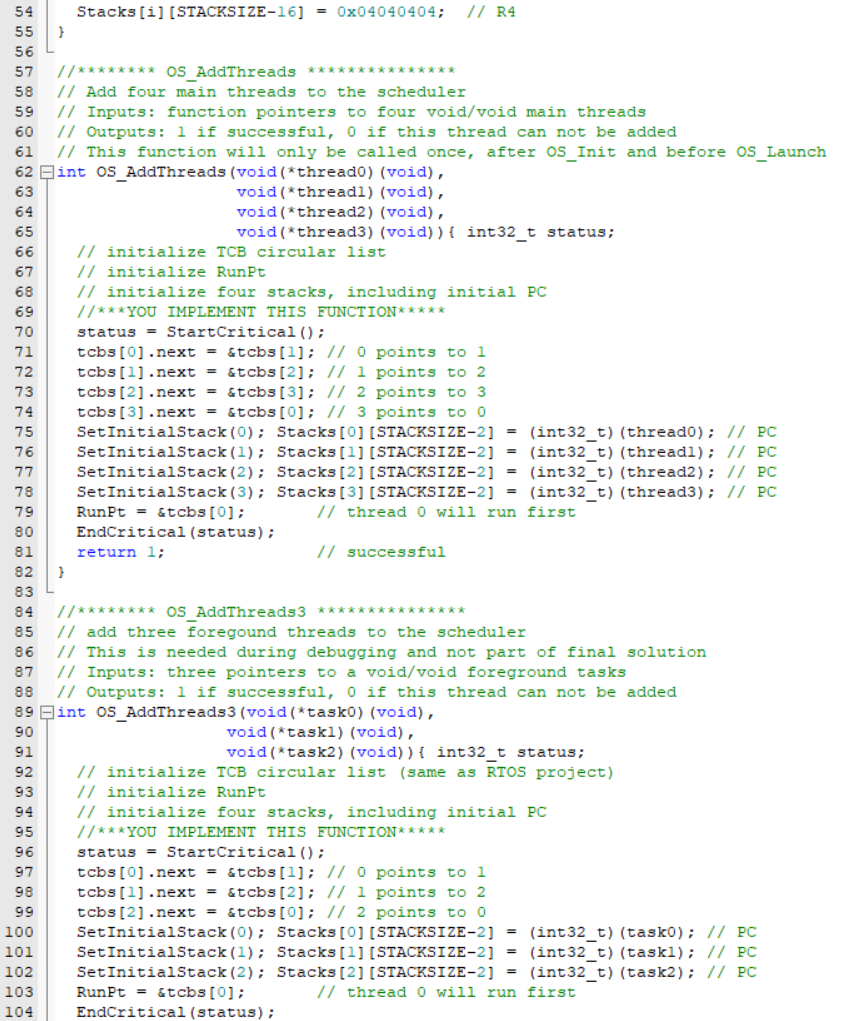 54 Stacks[i][STACKSIZE-16] = 0x04040404;  // R4
55 }
56
57 //******** OS_AddThreads ***************
58 // Add four main threads to the scheduler
59 // Inputs: function pointers to four void/void main threads
60 // Outputs: 1 if successful, 0 if this thread can not be added
61 // This function will only be called once, after OS_Init and before OS_Launch
62 int OS_AddThreads(void(*thread0)(void),
63                   void(*thread1)(void),
64                   void(*thread2)(void),
65                   void(*thread3)(void)){ int32_t status;
66   // initialize TCB circular list
67   // initialize RunPt
68   // initialize four stacks, including initial PC
69   //***YOU IMPLEMENT THIS FUNCTION*****
70   status = StartCritical();
71   tcbs[0].next = &tcbs[1]; // 0 points to 1
72   tcbs[1].next = &tcbs[2]; // 1 points to 2
73   tcbs[2].next = &tcbs[3]; // 2 points to 3
74   tcbs[3].next = &tcbs[0]; // 3 points to 0
75   SetInitialStack(0); Stacks[0][STACKSIZE-2] = (int32_t)(thread0); // PC
76   SetInitialStack(1); Stacks[1][STACKSIZE-2] = (int32_t)(thread1); // PC
77   SetInitialStack(2); Stacks[2][STACKSIZE-2] = (int32_t)(thread2); // PC
78   SetInitialStack(3); Stacks[3][STACKSIZE-2] = (int32_t)(thread3); // PC
79   RunPt = &tcbs[0];       // thread 0 will run first
80   EndCritical(status);
81   return 1;               // successful
82 }
83
84 //******** OS_AddThreads3 ***************
85 // add three foregound threads to the scheduler
86 // This is needed during debugging and not part of final solution
87 // Inputs: three pointers to a void/void foreground tasks
88 // Outputs: 1 if successful, 0 if this thread can not be added
89 int OS_AddThreads3(void(*task0)(void),
90                  void(*task1)(void),
91                  void(*task2)(void)){ int32_t status;
92   // initialize TCB circular list (same as RTOS project)
93   // initialize RunPt
94   // initialize four stacks, including initial PC
95   //***YOU IMPLEMENT THIS FUNCTION*****
96   status = StartCritical();
97   tcbs[0].next = &tcbs[1]; // 0 points to 1
98   tcbs[1].next = &tcbs[2]; // 1 points to 2
99   tcbs[2].next = &tcbs[0]; // 2 points to 0
100   SetInitialStack(0); Stacks[0][STACKSIZE-2] = (int32_t)(task0); // PC
101   SetInitialStack(1); Stacks[1][STACKSIZE-2] = (int32_t)(task1); // PC
102   SetInitialStack(2); Stacks[2][STACKSIZE-2] = (int32_t)(task2); // PC
103   RunPt = &tcbs[0];       // thread 0 will run first
104   EndCritical(status);